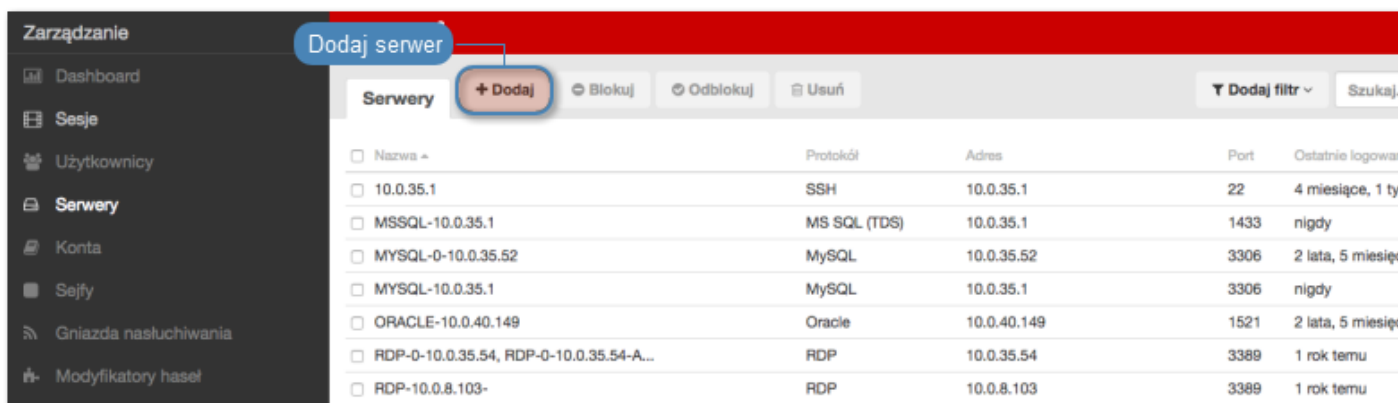 Zarządzanie
Dodaj serwer
Dashboard
Sesje
Użytkownicy
Serwery
Konta
Sejfy
Gniazda nasłuchiwania
Modyfikatory haseł
Serwery + Dodaj Blokuj Odblokuj Usuń Dodaj filtr Szukaj.
Nazwa Protokół Adres Port Ostatnie logowan
10.0.35.1 SSH 10.0.35.1 22 4 miesiące, 1 ty
MSSQL-10.0.35.1 MS SQL (TDS) 10.0.35.1 1433 nigdy
MYSQL-0-10.0.35.52 MySQL 10.0.35.52 3306 2 lata, 5 miesięc
MYSQL-10.0.35.1 MySQL 10.0.35.1 3306 nigdy
ORACLE-10.0.40.149 Oracle 10.0.40.149 1521 2 lata, 5 miesięc
RDP-0-10.0.35.54, RDP-0-10.0.35.54-A... RDP 10.0.35.54 3389 1 rok temu
RDP-10.0.8.103- RDP 10.0.8.103 3389 1 rok temu